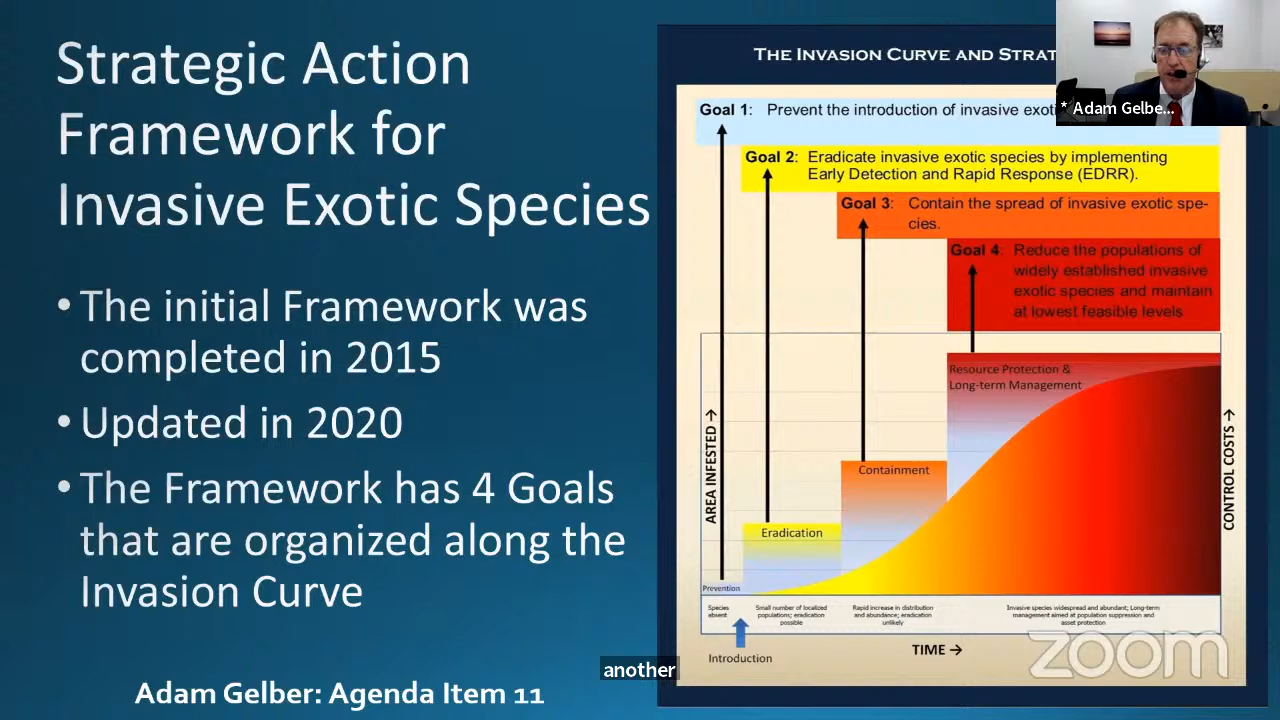 Strategic Action
Framework for
Invasive Exotic Species
• The initial Framework was
completed in 2015
• Updated in 2020
• The Framework has 4 Goals
that are organized along the
Invasion Curve
Adam Gelber: Agenda Item 11
THE INVASION CURVE AND STRAT
Goal 1: Prevent the introduction of invasive exoti
Goal 2: Eradicate invasive exotic species by implementing
Early Detection and Rapid Response (EDRR).
Goal 3: Contain the spread of invasive exotic spe-
cies.
Goal 4: Reduce the populations of
widely established invasive
exotic species and maintain
at lowest feasible levels
Resource Protection &
Long-term Management
Containment
Eradication
Prevention
AREA INFESTED →
CONTROL COSTS →
Species
absent
Small number of localized
populations; eradication
possible
Rapid increase in distribution
and abundance; eradication
unlikely
Invasive species widespread and abundant; Long-term
management aimed at population suppression and
asset protection
Introduction
TIME →
* Adam Gelbe...
another
zoom